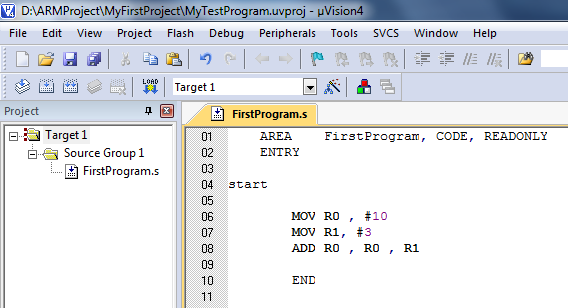 D:\ARMProject\MyFirstProject\MyTestProgram.uvproj - µVision4
File Edit View Project Flash Debug Peripherals Tools SVCS Window Help
LOAD Target 1
Project
FirstProgram.s
Target 1
Source Group 1
FirstProgram.s
01 AREA FirstProgram, CODE, READONLY
02 ENTRY
03
04 start
05
06 MOV R0 , #10
07 MOV R1, #3
08 ADD R0 , R0 , R1
09
10 END
11